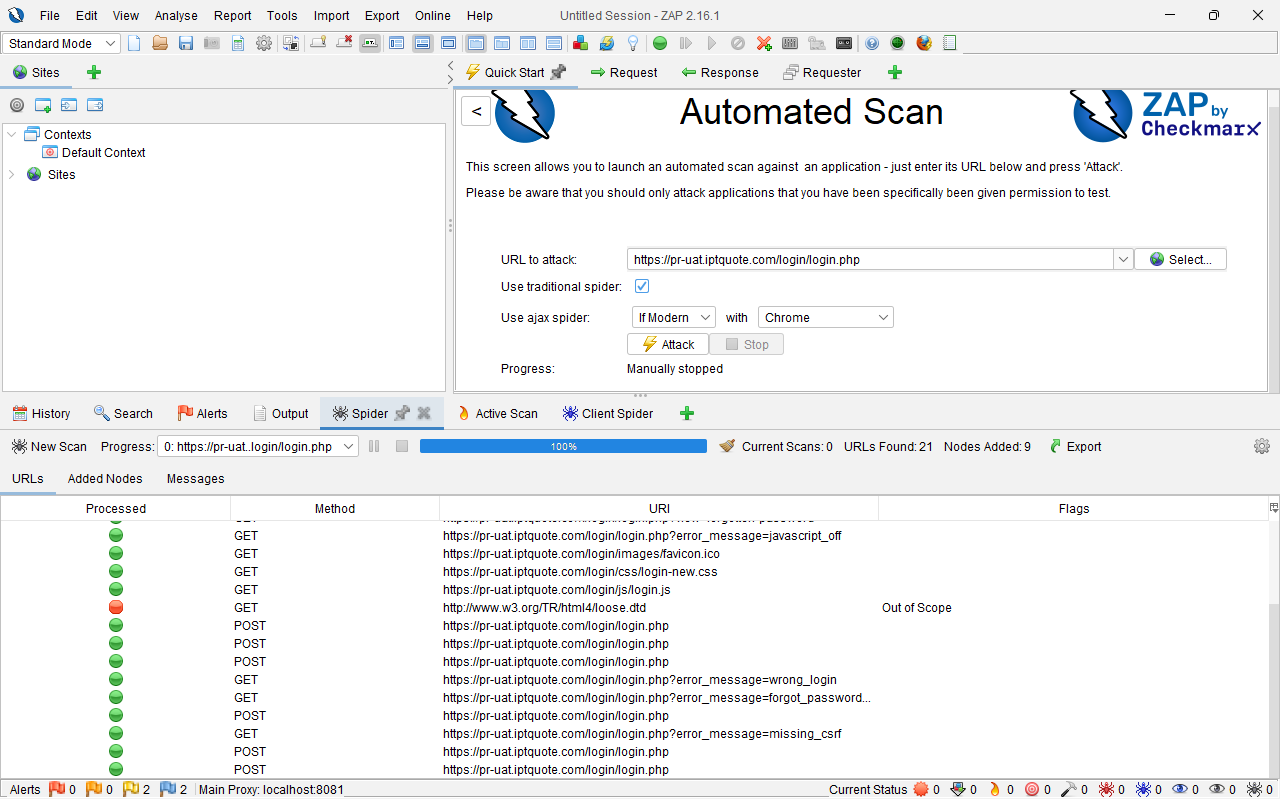 File Edit View Analyse Report Tools Import Export Online Help Untitled Session - ZAP 2.16.1
Standard Mode
Sites Quick Start Request Response Requester
< Automated Scan ZAP by Checkmarx
Contexts
Default Context
Sites
This screen allows you to launch an automated scan against an application - just enter its URL below and press 'Attack'.
Please be aware that you should only attack applications that you have been specifically been given permission to test.
URL to attack: https://pr-uat.iptquote.com/login/login.php Select...
Use traditional spider:
Use ajax spider: If Modern with Chrome
Attack Stop
Progress: Manually stopped
History Search Alerts Output Spider Active Scan Client Spider
New Scan Progress: 0: https://pr-uat..login/login.php 100% Current Scans: 0 URLs Found: 21 Nodes Added: 9 Export
URLs Added Nodes Messages
Processed Method URI Flags
GET https://pr-uat.iptquote.com/login/login.php?error_message=javascript_off
GET https://pr-uat.iptquote.com/login/images/favicon.ico
GET https://pr-uat.iptquote.com/login/css/login-new.css
GET https://pr-uat.iptquote.com/login/js/login.js
GET http://www.w3.org/TR/html4/loose.dtd Out of Scope
POST https://pr-uat.iptquote.com/login/login.php
POST https://pr-uat.iptquote.com/login/login.php
POST https://pr-uat.iptquote.com/login/login.php
GET https://pr-uat.iptquote.com/login/login.php?error_message=wrong_login
GET https://pr-uat.iptquote.com/login/login.php?error_message=forgot_password...
POST https://pr-uat.iptquote.com/login/login.php
GET https://pr-uat.iptquote.com/login/login.php?error_message=missing_csrf
POST https://pr-uat.iptquote.com/login/login.php
POST https://pr-uat.iptquote.com/login/login.php
Alerts 0 0 2 2 Main Proxy: localhost:8081 Current Status 0 0 0 0 0 0 0 0 0 0